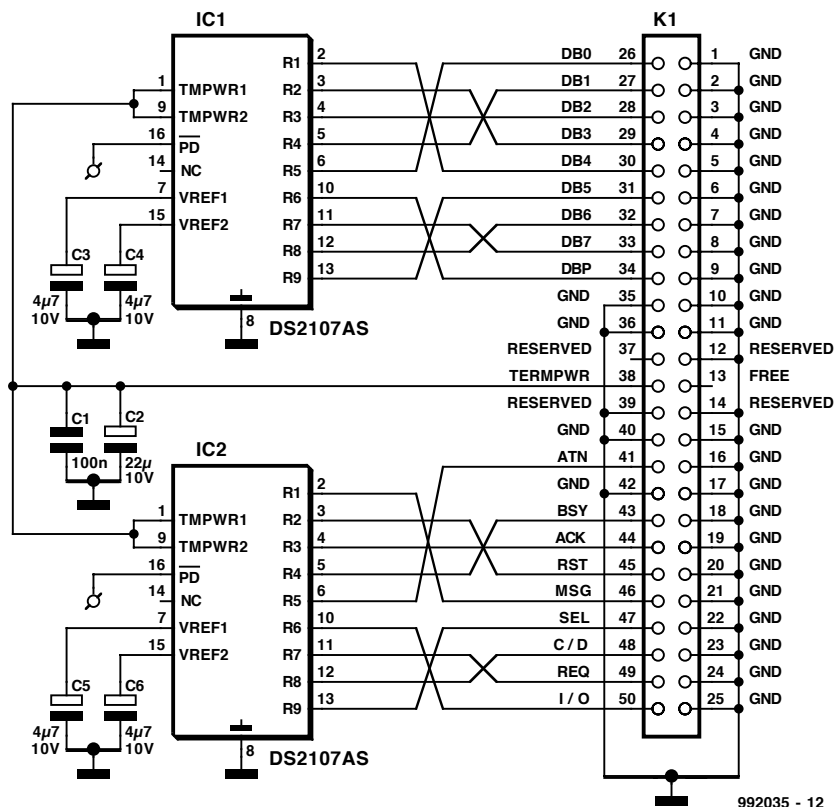 IC1
K1
1 TMPWR1
9 TMPWR2
16 PD
14 NC
7 VREF1
15 VREF2
R1 2
R2 3
R3 4
R4 5
R5 6
R6 10
R7 11
R8 12
R9 13
8
DS2107AS
C3
4µ7
10V
C4
4µ7
10V
C1
100n
C2
22µ
10V
IC2
1 TMPWR1
9 TMPWR2
16 PD
14 NC
7 VREF1
15 VREF2
R1 2
R2 3
R3 4
R4 5
R5 6
R6 10
R7 11
R8 12
R9 13
8
DS2107AS
C5
4µ7
10V
C6
4µ7
10V
DB0 26 1 GND
DB1 27 2 GND
DB2 28 3 GND
DB3 29 4 GND
DB4 30 5 GND
DB5 31 6 GND
DB6 32 7 GND
DB7 33 8 GND
DBP 34 9 GND
GND 35 10 GND
GND 36 11 GND
RESERVED 37 12 RESERVED
TERMPWR 38 13 FREE
RESERVED 39 14 RESERVED
GND 40 15 GND
ATN 41 16 GND
GND 42 17 GND
BSY 43 18 GND
ACK 44 19 GND
RST 45 20 GND
MSG 46 21 GND
SEL 47 22 GND
C / D 48 23 GND
REQ 49 24 GND
I / O 50 25 GND
992035 - 12